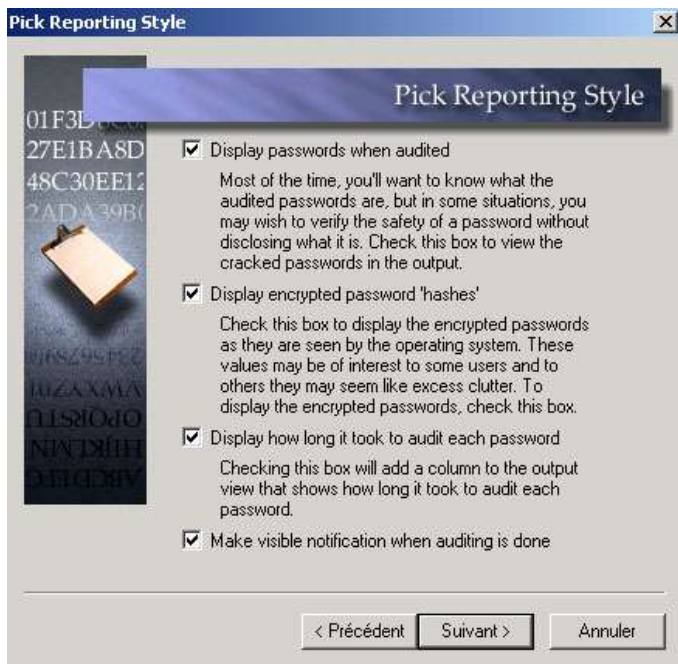 Pick Reporting Style
Pick Reporting Style
01F3D
27E1BA8D
48C30EE12
2ADA39B(
Display passwords when audited
Most of the time, you'll want to know what the
audited passwords are, but in some situations, you
may wish to verify the safety of a password without
disclosing what it is. Check this box to view the
cracked passwords in the output.
Display encrypted password 'hashes'
Check this box to display the encrypted passwords
as they are seen by the operating system. These
values may be of interest to some users and to
others they may seem like excess clutter. To
display the encrypted passwords, check this box.
Display how long it took to audit each password
Checking this box will add a column to the output
view that shows how long it took to audit each
password.
Make visible notification when auditing is done
< Précédent
Suivant >
Annuler